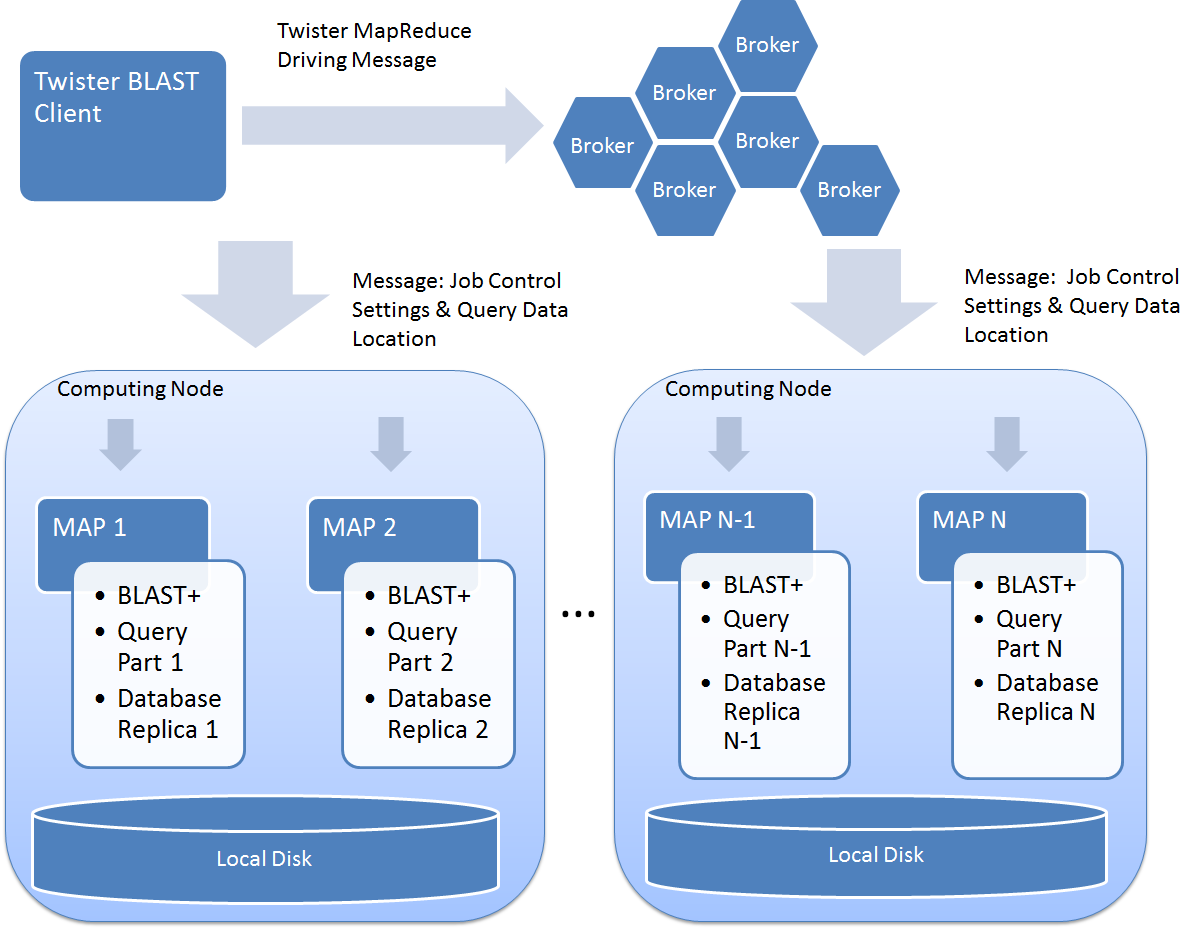 Twister MapReduce
Driving Message
Twister BLAST
Client
Broker
Broker
Broker
Broker
Broker
Broker
Message: Job Control
Settings & Query Data
Location
Message:  Job Control
Settings & Query Data
Location
Computing Node
MAP 1
• BLAST+
• Query
Part 1
• Database
Replica 1
MAP 2
• BLAST+
• Query
Part 2
• Database
Replica 2
Local Disk
...
Computing Node
MAP N-1
• BLAST+
• Query
Part N-1
• Database
Replica
N-1
MAP N
• BLAST+
• Query
Part N
• Database
Replica N
Local Disk